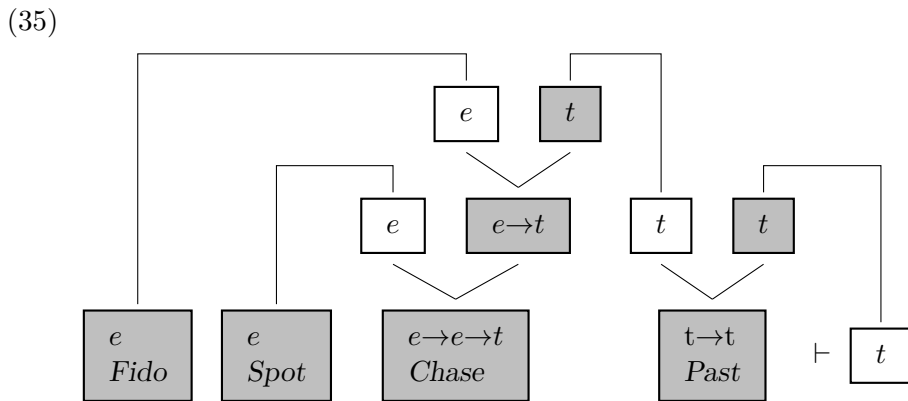 (35)
e t
e e→t t t
e e e→e→t t→t ⊢ t
Fido Spot Chase Past